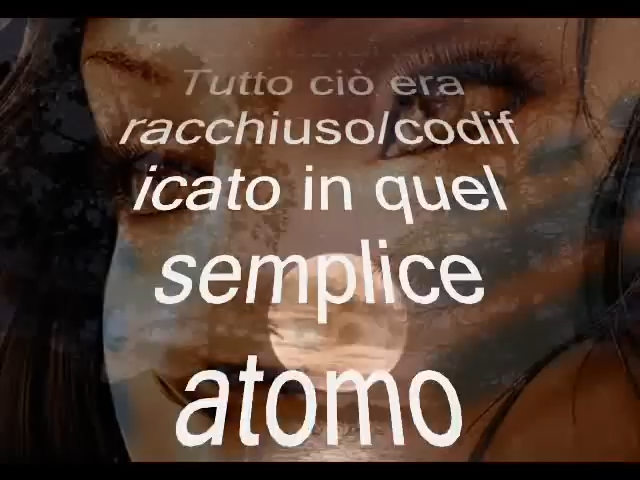 Tutto ciò era
racchiuso/codif
icato in quel
semplice
atomo